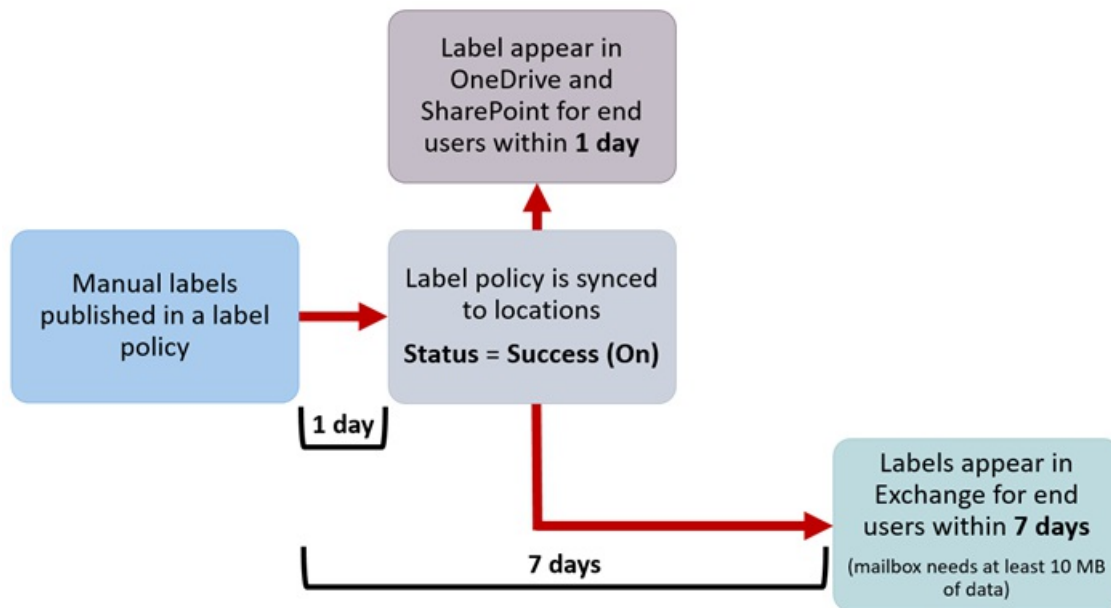 Label appear in
OneDrive and
SharePoint for end
users within 1 day
Manual labels
published in a label
policy
Label policy is synced
to locations
Status = Success (On)
1 day
Labels appear in
Exchange for end
users within 7 days
(mailbox needs at least 10 MB
of data)
7 days